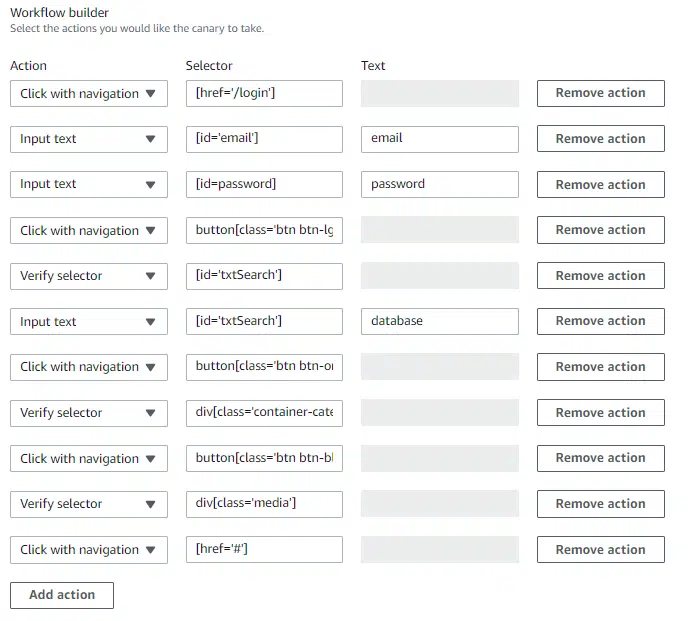 Workflow builder
Select the actions you would like the canary to take.
Action Selector Text
Click with navigation [href='/login'] Remove action
Input text [id='email'] email Remove action
Input text [id=password] password Remove action
Click with navigation button[class='btn btn-lg Remove action
Verify selector [id='txtSearch'] Remove action
Input text [id='txtSearch'] database Remove action
Click with navigation button[class='btn btn-or Remove action
Verify selector div[class='container-cate Remove action
Click with navigation button[class='btn btn-bl Remove action
Verify selector div[class='media'] Remove action
Click with navigation [href='#'] Remove action
Add action